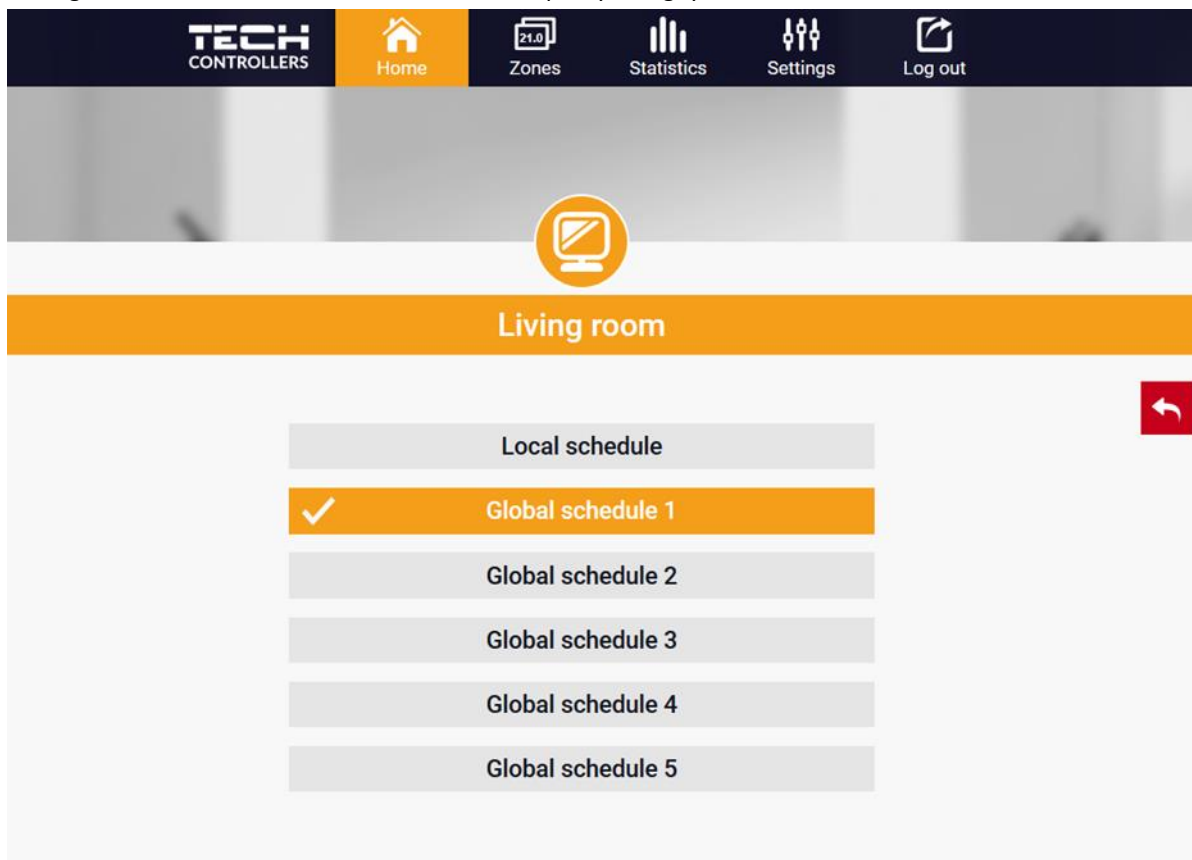 TECH
CONTROLLERS
Home
21.0
Zones
Statistics
Settings
Log out
Living room
Local schedule
Global schedule 1
Global schedule 2
Global schedule 3
Global schedule 4
Global schedule 5